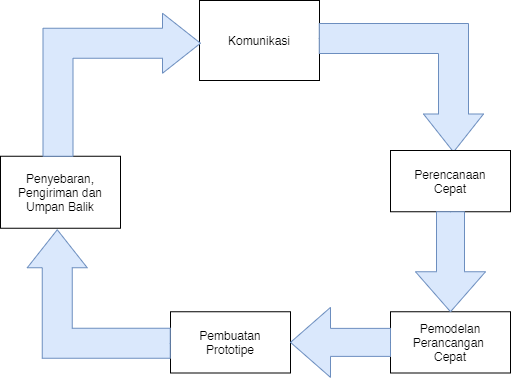 Komunikasi
Perencanaan
Cepat
Pemodelan
Perancangan
Cepat
Pembuatan
Prototipe
Penyebaran,
Pengiriman dan
Umpan Balik